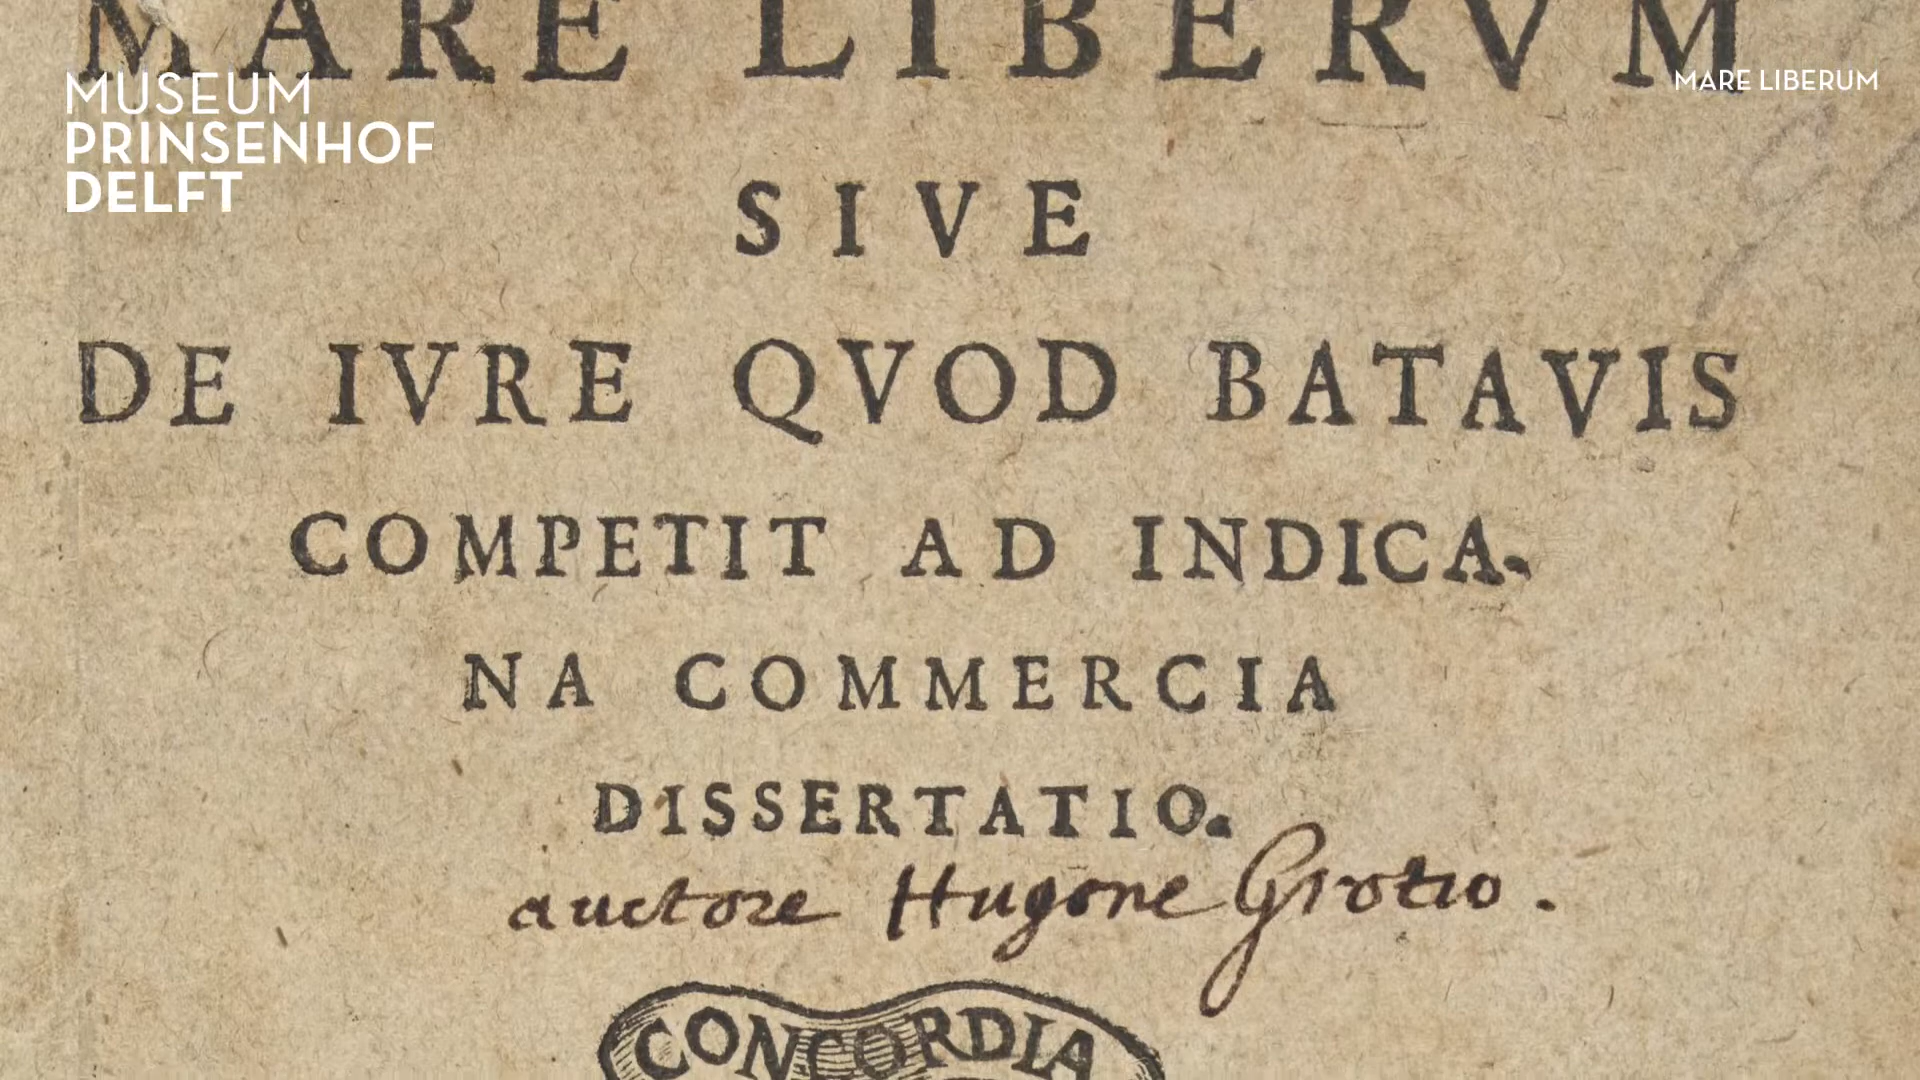 MARE LIBERVM
MUSEUM
PRINSENHOF
DELFT
MARE LIBERUM
SIVE
DE IVRE QVOD BATAVIS
COMPETIT AD INDICA-
NA COMMERCIA
DISSERTATIO.
auctore Hugone Grotio.
CONCORDIA